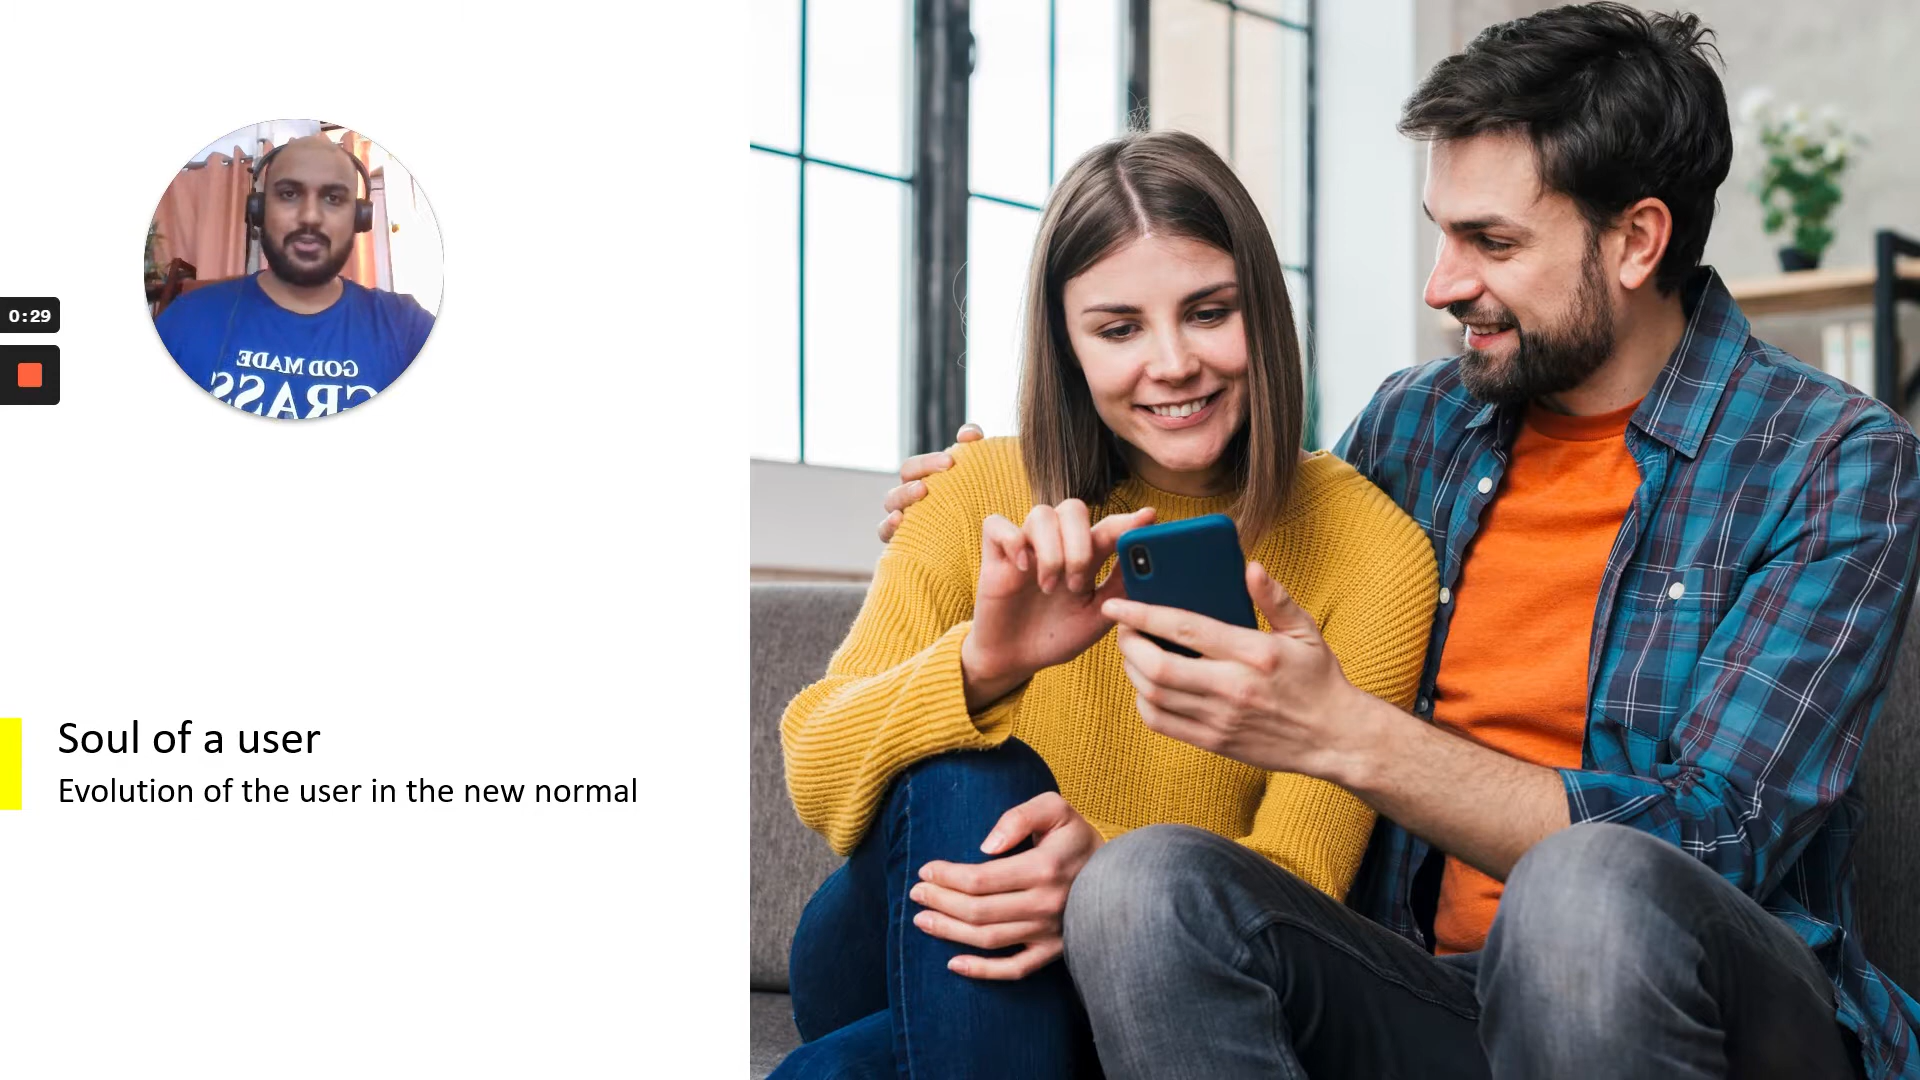 0:29
GOD MADE
GRASS
Soul of a user
Evolution of the user in the new normal